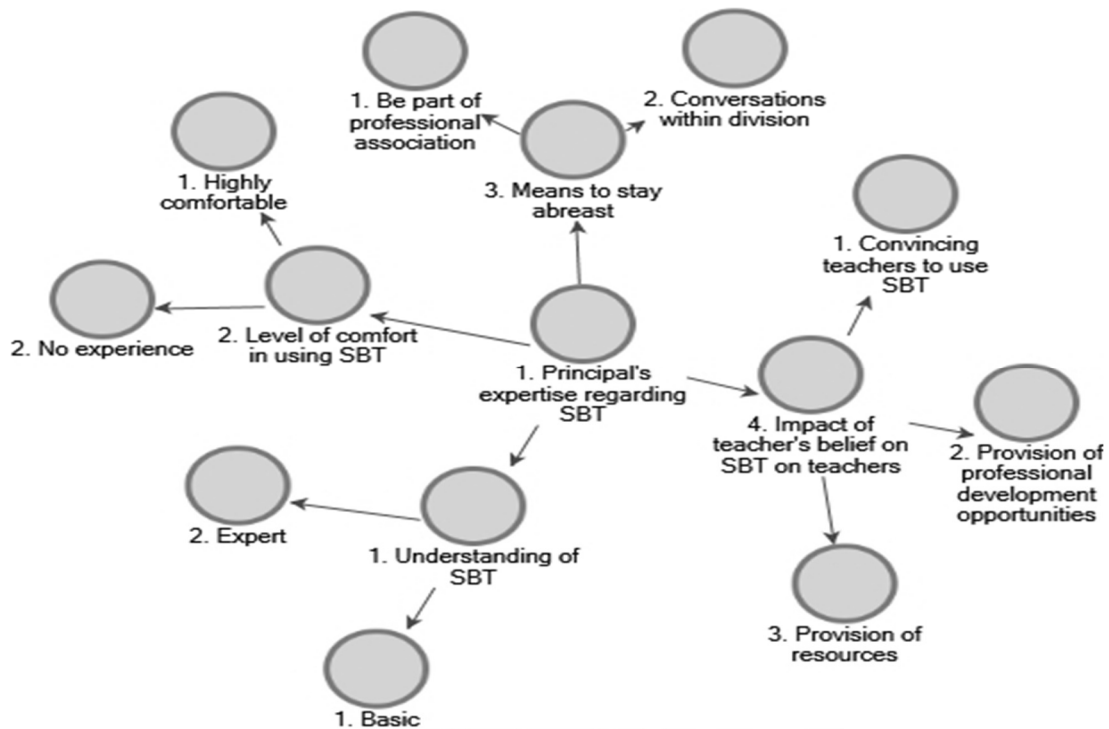 1. Be part of
professional
association
2. Conversations
within division
1. Highly
comfortable
3. Means to stay
abreast
1. Convincing
teachers to use
SBT
2. No experience
2. Level of comfort
in using SBT
1. Principal's
expertise regarding
SBT
4. Impact of
teacher's belief on
SBT on teachers
2. Provision of
professional
development
opportunities
2. Expert
1. Understanding of
SBT
3. Provision of
resources
1. Basic